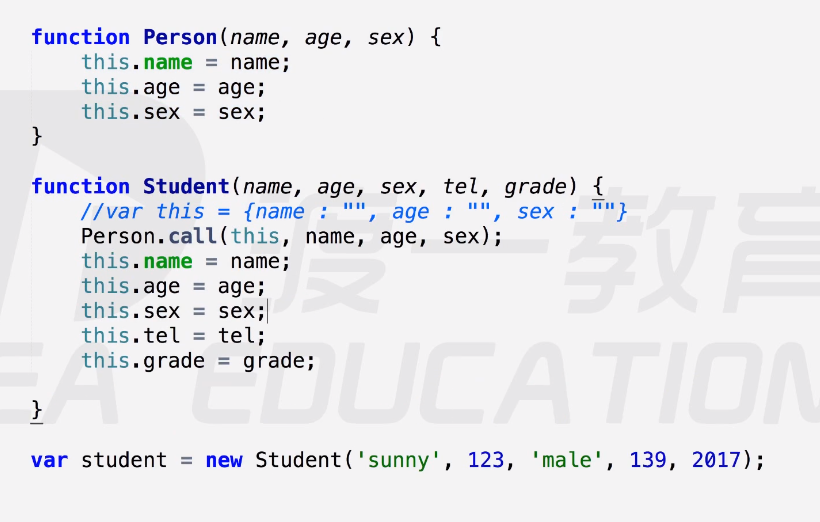 function Person(name, age, sex) {
    this.name = name;
    this.age = age;
    this.sex = sex;
}

function Student(name, age, sex, tel, grade) {
    //var this = {name : "", age : "", sex : ""}
    Person.call(this, name, age, sex);
    this.name = name;
    this.age = age;
    this.sex = sex;
    this.tel = tel;
    this.grade = grade;

}

var student = new Student('sunny', 123, 'male', 139, 2017);
渡一教育
EA EDUCATION